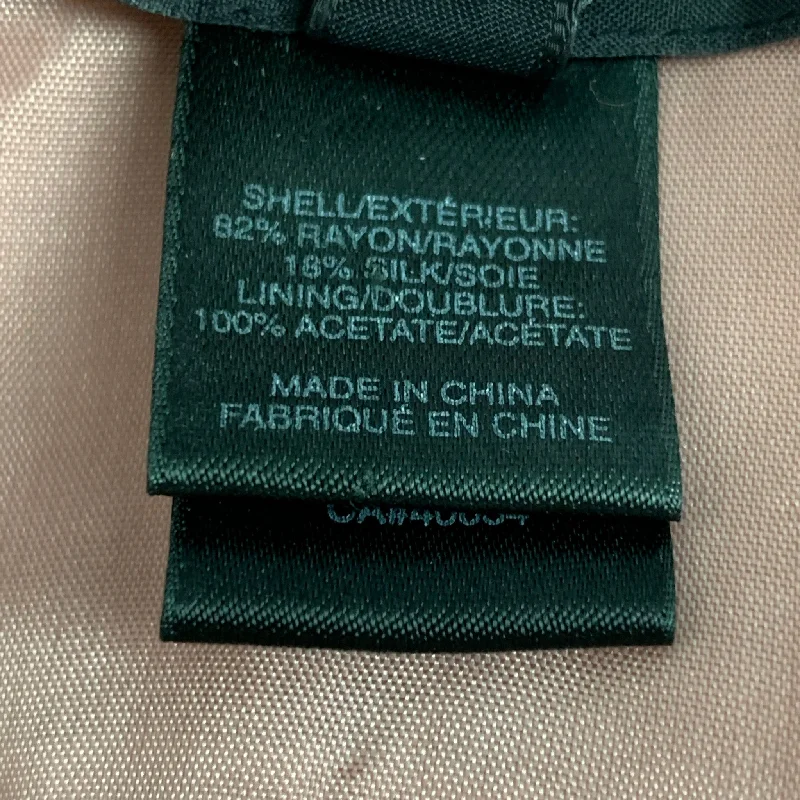 SHELL/EXTÉRIEUR:
82% RAYON/RAYONNE
18% SILK/SOIE
LINING/DOUBLURE:
100% ACETATE/ACÉTATE
MADE IN CHINA
FABRIQUÉ EN CHINE